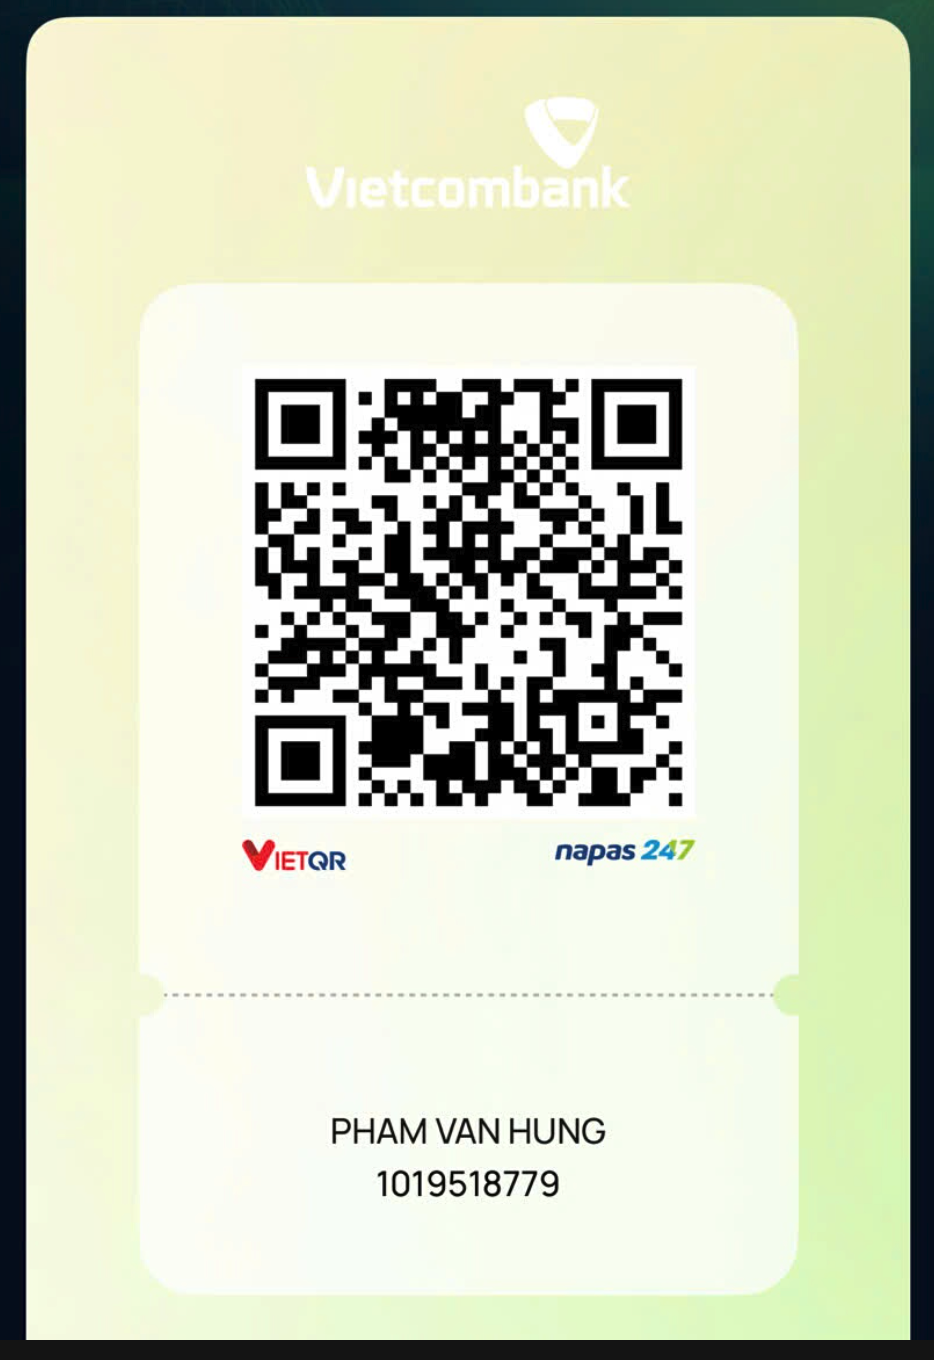 Vietcombank
VIETQR
napas 247
PHAM VAN HUNG
1019518779